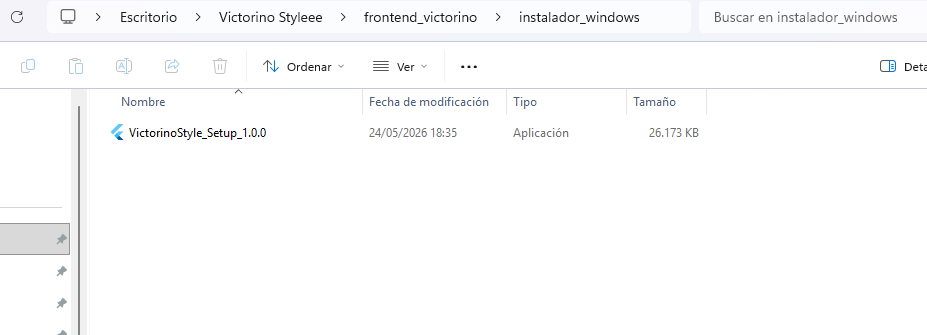 Escritorio > Victorino Styleee > frontend_victorino > instalador_windows
Buscar en instalador_windows
Ordenar
Ver
Nombre Fecha de modificación Tipo Tamaño
VictorinoStyle_Setup_1.0.0 24/05/2026 18:35 Aplicación 26.173 KB